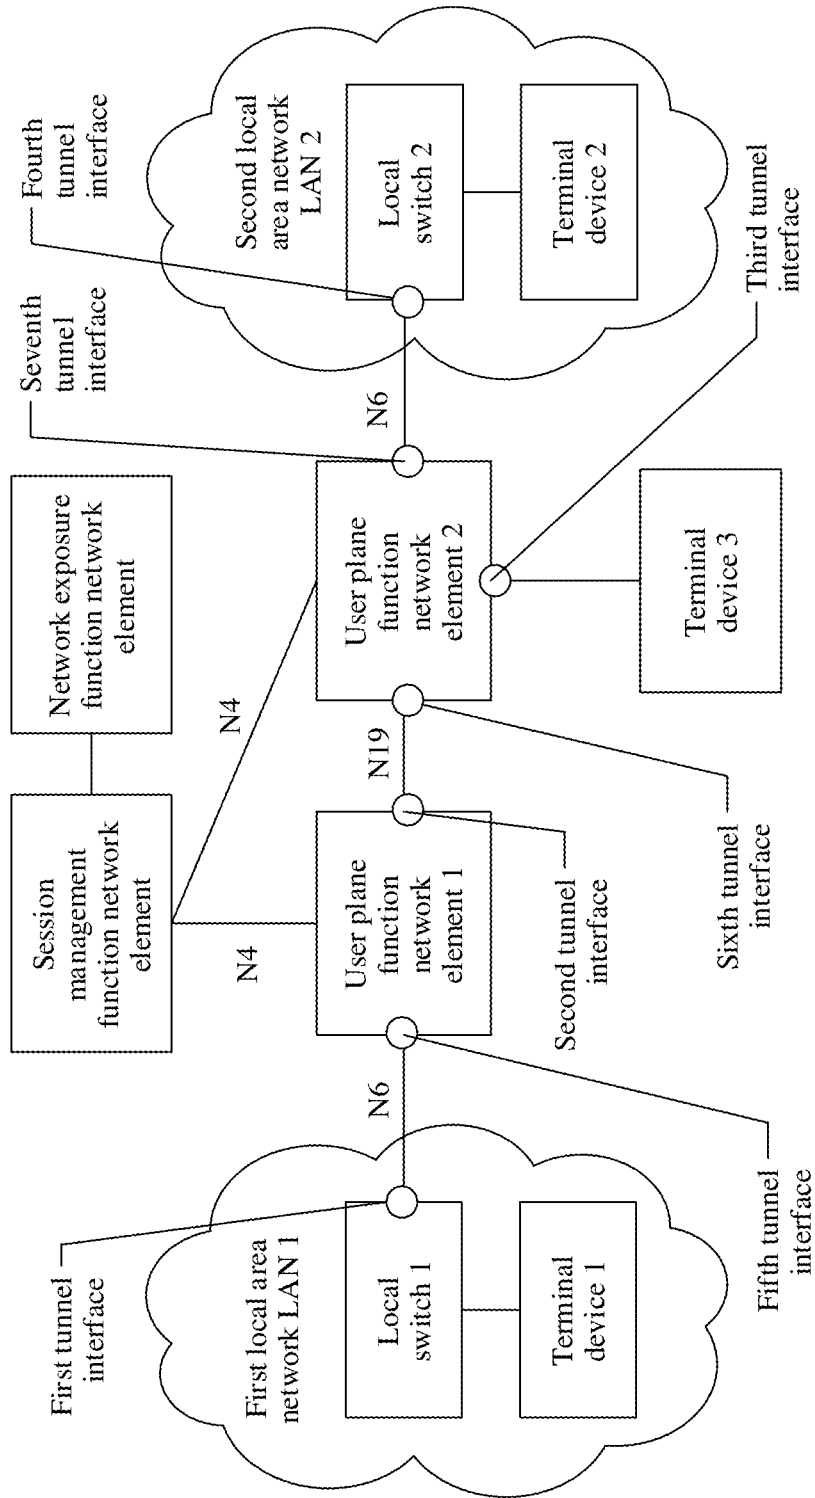 Session
management
function network
element
Network exposure
function network
element
Seventh
tunnel
interface
Fourth
tunnel
interface
First tunnel
interface
First local area
network LAN 1
Local
switch 1
Terminal
device 1
N6
N4
N4
User plane
function
network
element 1
N19
User plane
function
network
element 2
N6
Second local
area network
LAN 2
Local
switch 2
Terminal
device 2
Terminal
device 3
Fifth tunnel
interface
Second tunnel
interface
Sixth tunnel
interface
Third tunnel
interface